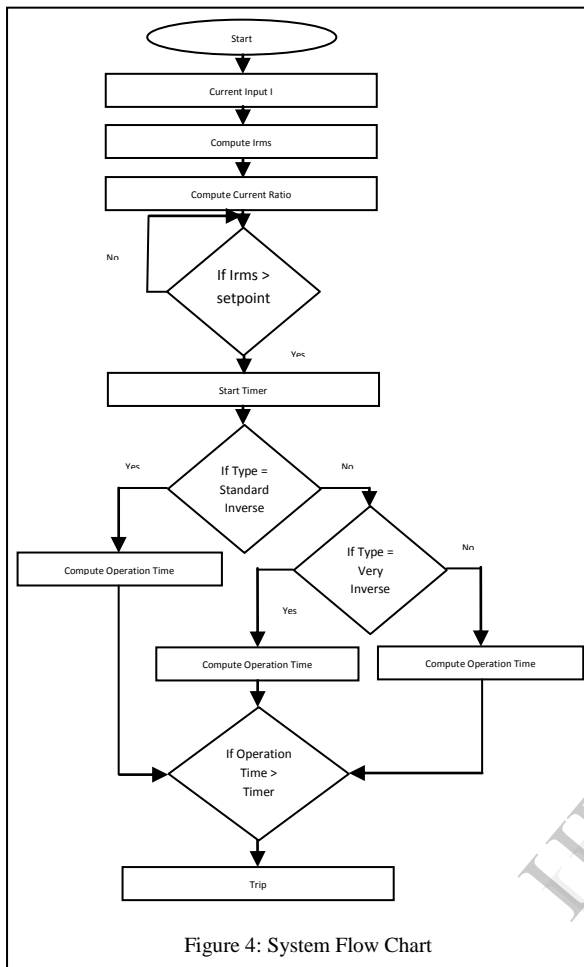 Start
Current Input I
Compute Irms
Compute Current Ratio
No
If Irms >
setpoint
Yes
Start Timer
Yes
If Type =
Standard
Inverse
No
If Type =
Very
Inverse
No
Compute Operation Time
Yes
Compute Operation Time
Compute Operation Time
If Operation
Time >
Timer
Trip
Figure 4: System Flow Chart